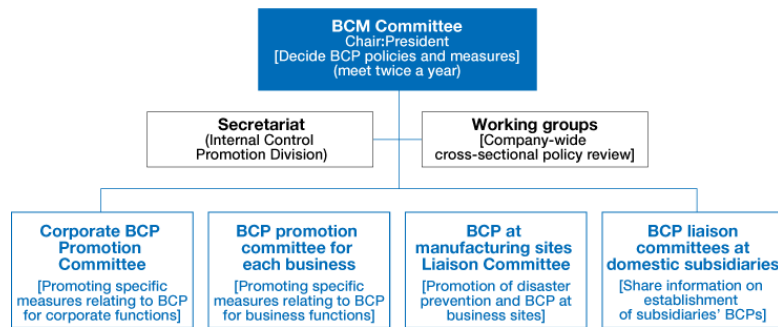 BCM Committee
Chair:President
[Decide BCP policies and measures]
(meet twice a year)
Secretariat
(Internal Control
Promotion Division)
Working groups
[Company-wide
cross-sectional policy review]
Corporate BCP
Promotion
Committee
[Promoting specific
measures relating to BCP
for corporate functions]
BCP promotion
committee for
each business
[Promoting specific
measures relating to BCP
for business functions]
BCP at
manufacturing sites
Liaison Committee
[Promotion of disaster
prevention and BCP at
business sites]
BCP liaison
committees at
domestic subsidiaries
[Share information on
establishment
of subsidiaries' BCPs]